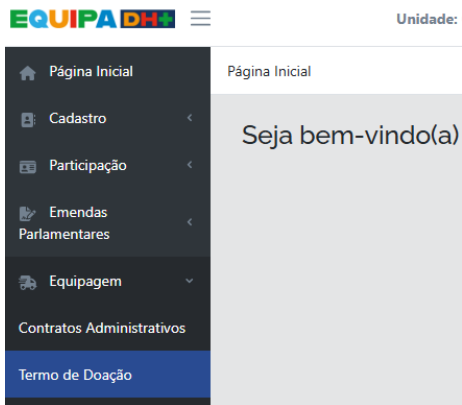 EQUIPA DH+
Unidade:
Página Inicial
Página Inicial
Cadastro
Seja bem-vindo(a)
Participação
Emendas
Parlamentares
Equipagem
Contratos Administrativos
Termo de Doação